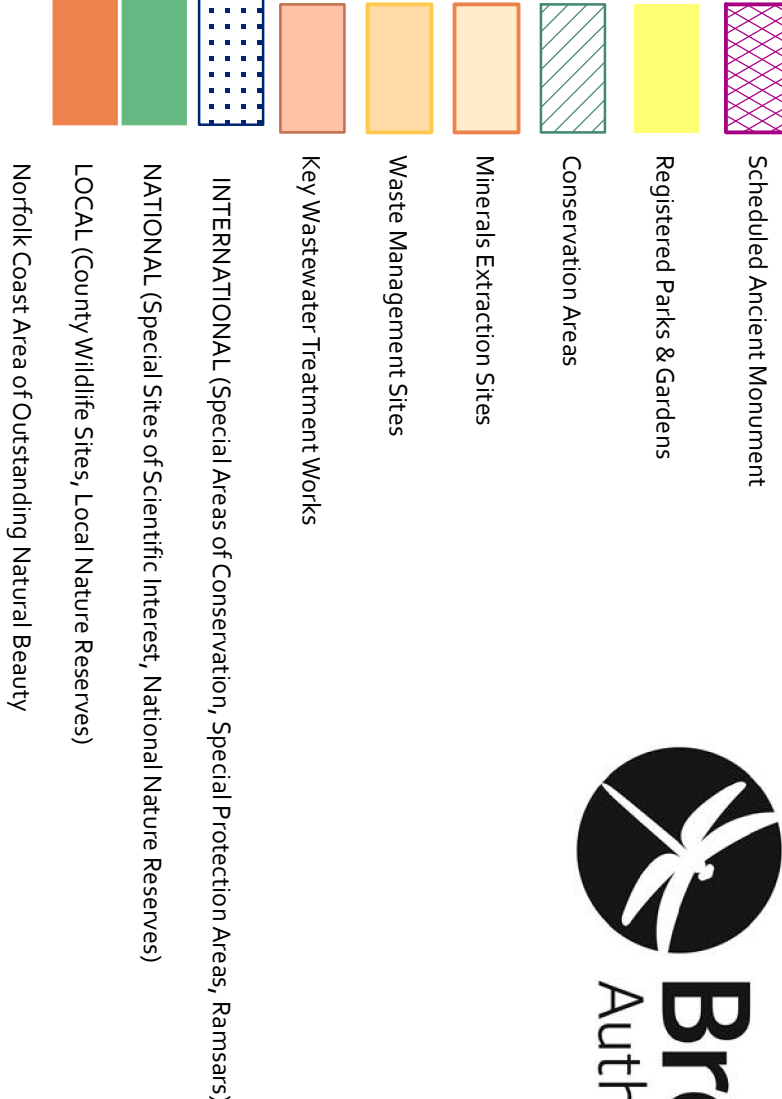 Scheduled Ancient Monument
Registered Parks & Gardens
Conservation Areas
Minerals Extraction Sites
Waste Management Sites
Key Wastewater Treatment Works
INTERNATIONAL (Special Areas of Conservation, Special Protection Areas, Ramsars)
NATIONAL (Special Sites of Scientific Interest, National Nature Reserves)
LOCAL (County Wildlife Sites, Local Nature Reserves)
Norfolk Coast Area of Outstanding Natural Beauty